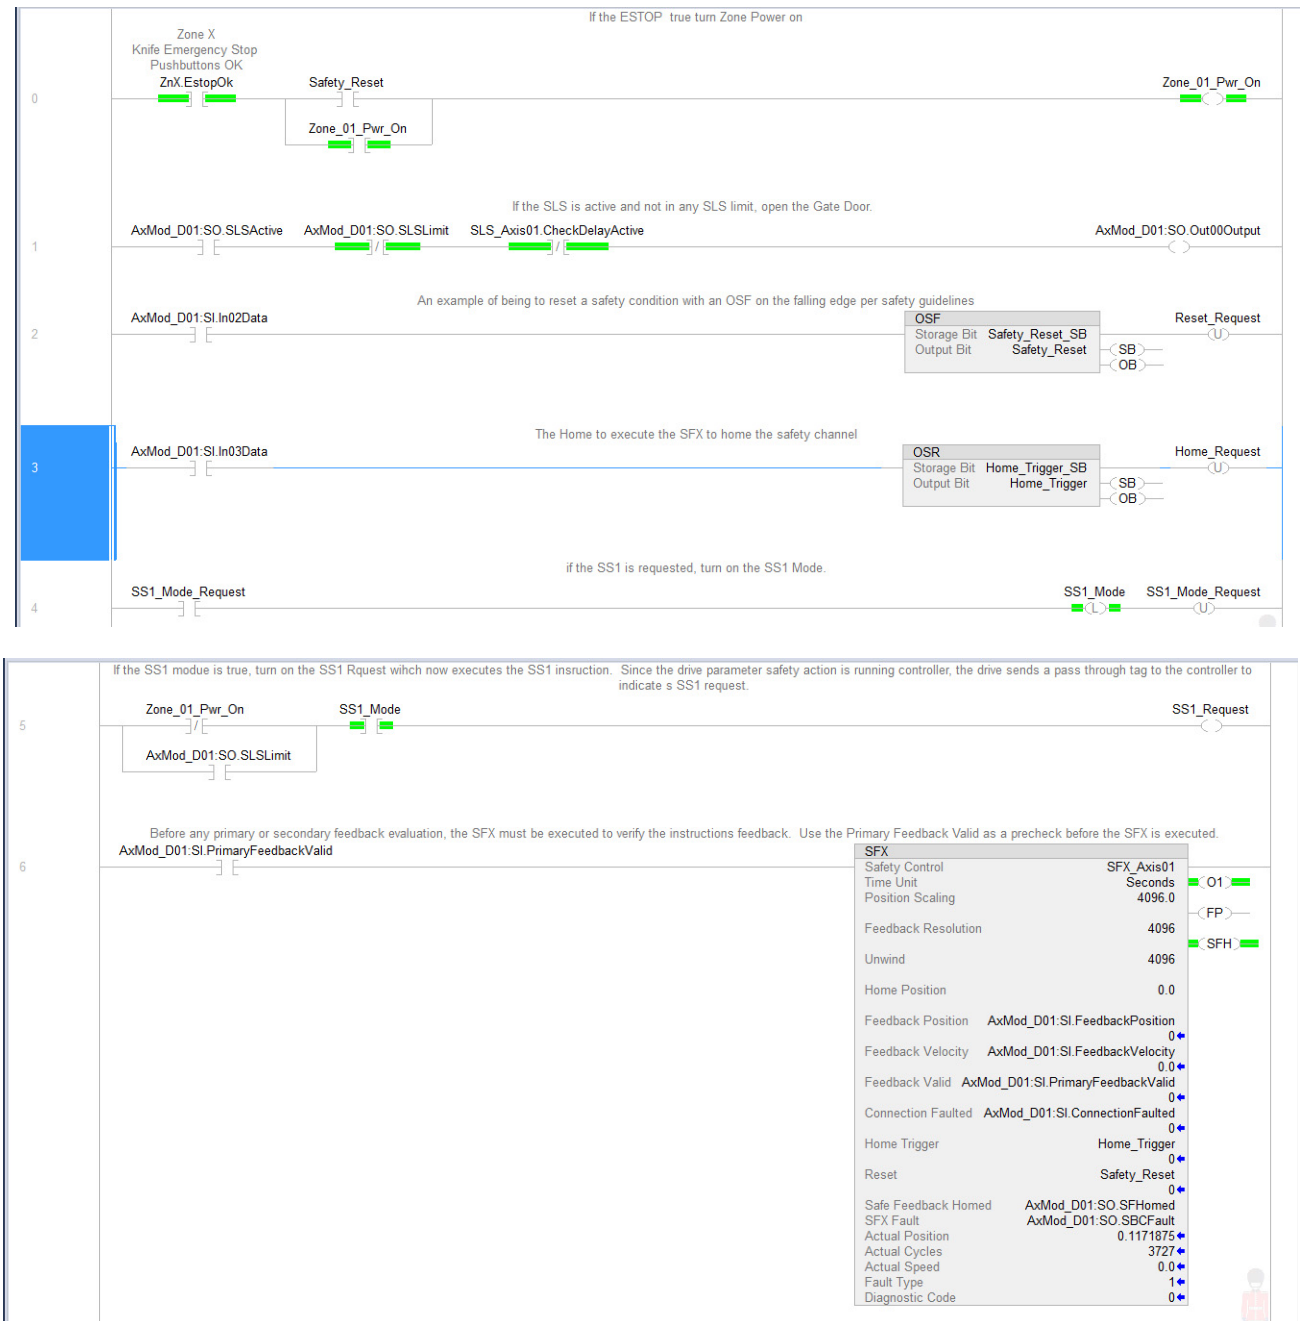 If the ESTOP  true turn Zone Power on
Zone X
Knife Emergency Stop
Pushbuttons OK
ZnX.EstopOk Safety_Reset Zone_01_Pwr_On
0
Zone_01_Pwr_On
If the SLS is active and not in any SLS limit, open the Gate Door.
AxMod_D01:SO.SLSActive AxMod_D01:SO.SLSLimit SLS_Axis01.CheckDelayActive AxMod_D01:SO.Out00Output
1
An example of being to reset a safety condition with an OSF on the falling edge per safety guidelines
AxMod_D01:SI.In02Data OSF Reset_Request
2 Storage Bit Safety_Reset_SB U
Output Bit Safety_Reset SB
OB
The Home to execute the SFX to home the safety channel
AxMod_D01:SI.In03Data OSR Home_Request
3 Storage Bit Home_Trigger_SB U
Output Bit Home_Trigger SB
OB
if the SS1 is requested, turn on the SS1 Mode.
SS1_Mode_Request SS1_Mode SS1_Mode_Request
4 L U
If the SS1 modue is true, turn on the SS1 Rquest wihch now executes the SS1 insruction.  Since the drive parameter safety action is running controller, the drive sends a pass through tag to the controller to
indicate s SS1 request.
Zone_01_Pwr_On SS1_Mode SS1_Request
5
AxMod_D01:SO.SLSLimit
Before any primary or secondary feedback evaluation, the SFX must be executed to verify the instructions feedback.  Use the Primary Feedback Valid as a precheck before the SFX is executed.
AxMod_D01:SI.PrimaryFeedbackValid SFX
6 Safety Control SFX_Axis01
Time Unit Seconds O1
Position Scaling 4096.0
FP
Feedback Resolution 4096
SFH
Unwind 4096
Home Position 0.0
Feedback Position AxMod_D01:SI.FeedbackPosition
0
Feedback Velocity AxMod_D01:SI.FeedbackVelocity
0.0
Feedback Valid AxMod_D01:SI.PrimaryFeedbackValid
0
Connection Faulted AxMod_D01:SI.ConnectionFaulted
0
Home Trigger Home_Trigger
0
Reset Safety_Reset
0
Safe Feedback Homed AxMod_D01:SO.SFHomed
SFX Fault AxMod_D01:SO.SBCFault
Actual Position 0.1171875
Actual Cycles 3727
Actual Speed 0.0
Fault Type 1
Diagnostic Code 0